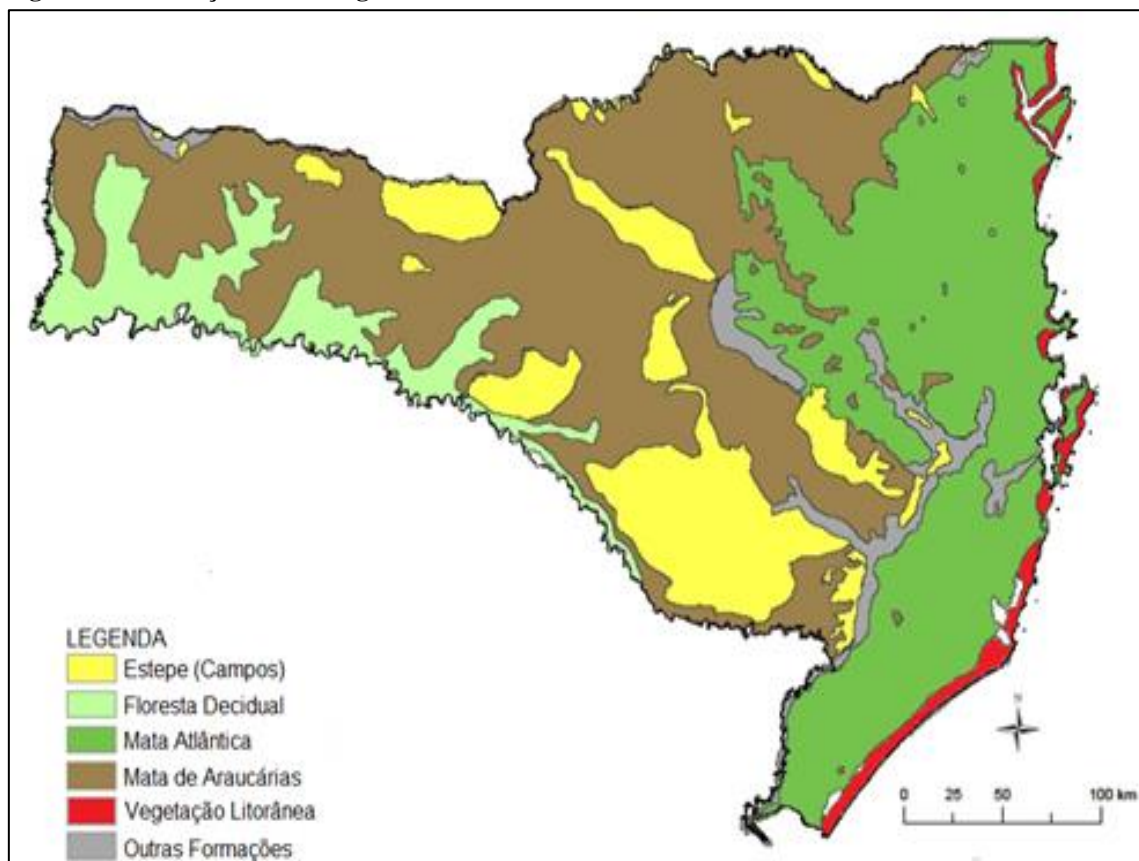 LEGENDA
Estepe (Campos)
Floresta Decidual
Mata Atlântica
Mata de Araucárias
Vegetação Litorânea
Outras Formações
0 25 50 100 km